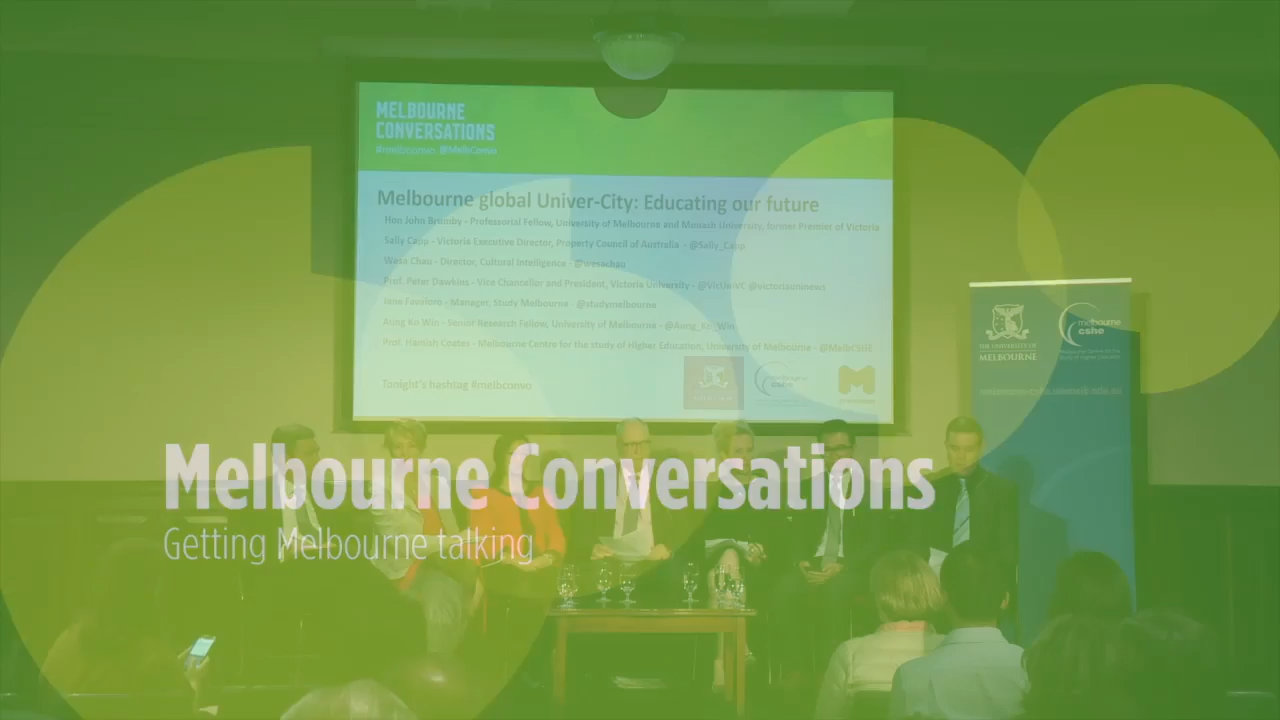 MELBOURNE
CONVERSATIONS
#melbconvo @MelbConvo
Melbourne global Univer-City: Educating our future
Hon John Brumby - Professorial Fellow, University of Melbourne and Monash University, former Premier of Victoria
Sally Capp - Victoria Executive Director, Property Council of Australia - @Sally_Capp
Wesa Chau - Director, Cultural Intelligence - @wesachau
Prof. Peter Dawkins - Vice Chancellor and President, Victoria University - @VicUniVC @victoriauninews
Jane Favaloro - Manager, Study Melbourne @studymelbourne
Aung Ko Win - Senior Research Fellow, University of Melbourne - @Aung_Ko_Win
Prof. Hamish Coates - Melbourne Centre for the study of Higher Education, University of Melbourne - @MelbCSHE
Tonight's hashtag #melbconvo
THE UNIVERSITY OF
MELBOURNE
melbourne
cshe
Melbourne Conversations
Getting Melbourne talking